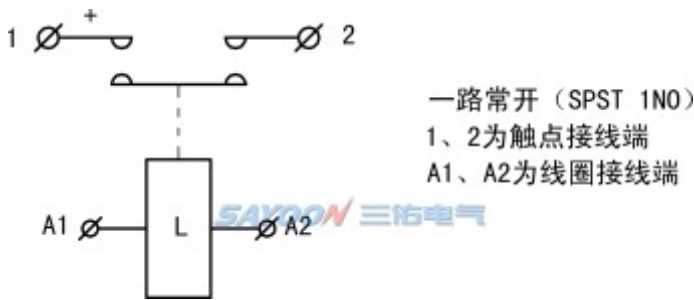 1 + 2
一路常开（SPST 1NO）
1、2为触点接线端
A1、A2为线圈接线端
A1 L A2
SAYOON 三佑电气